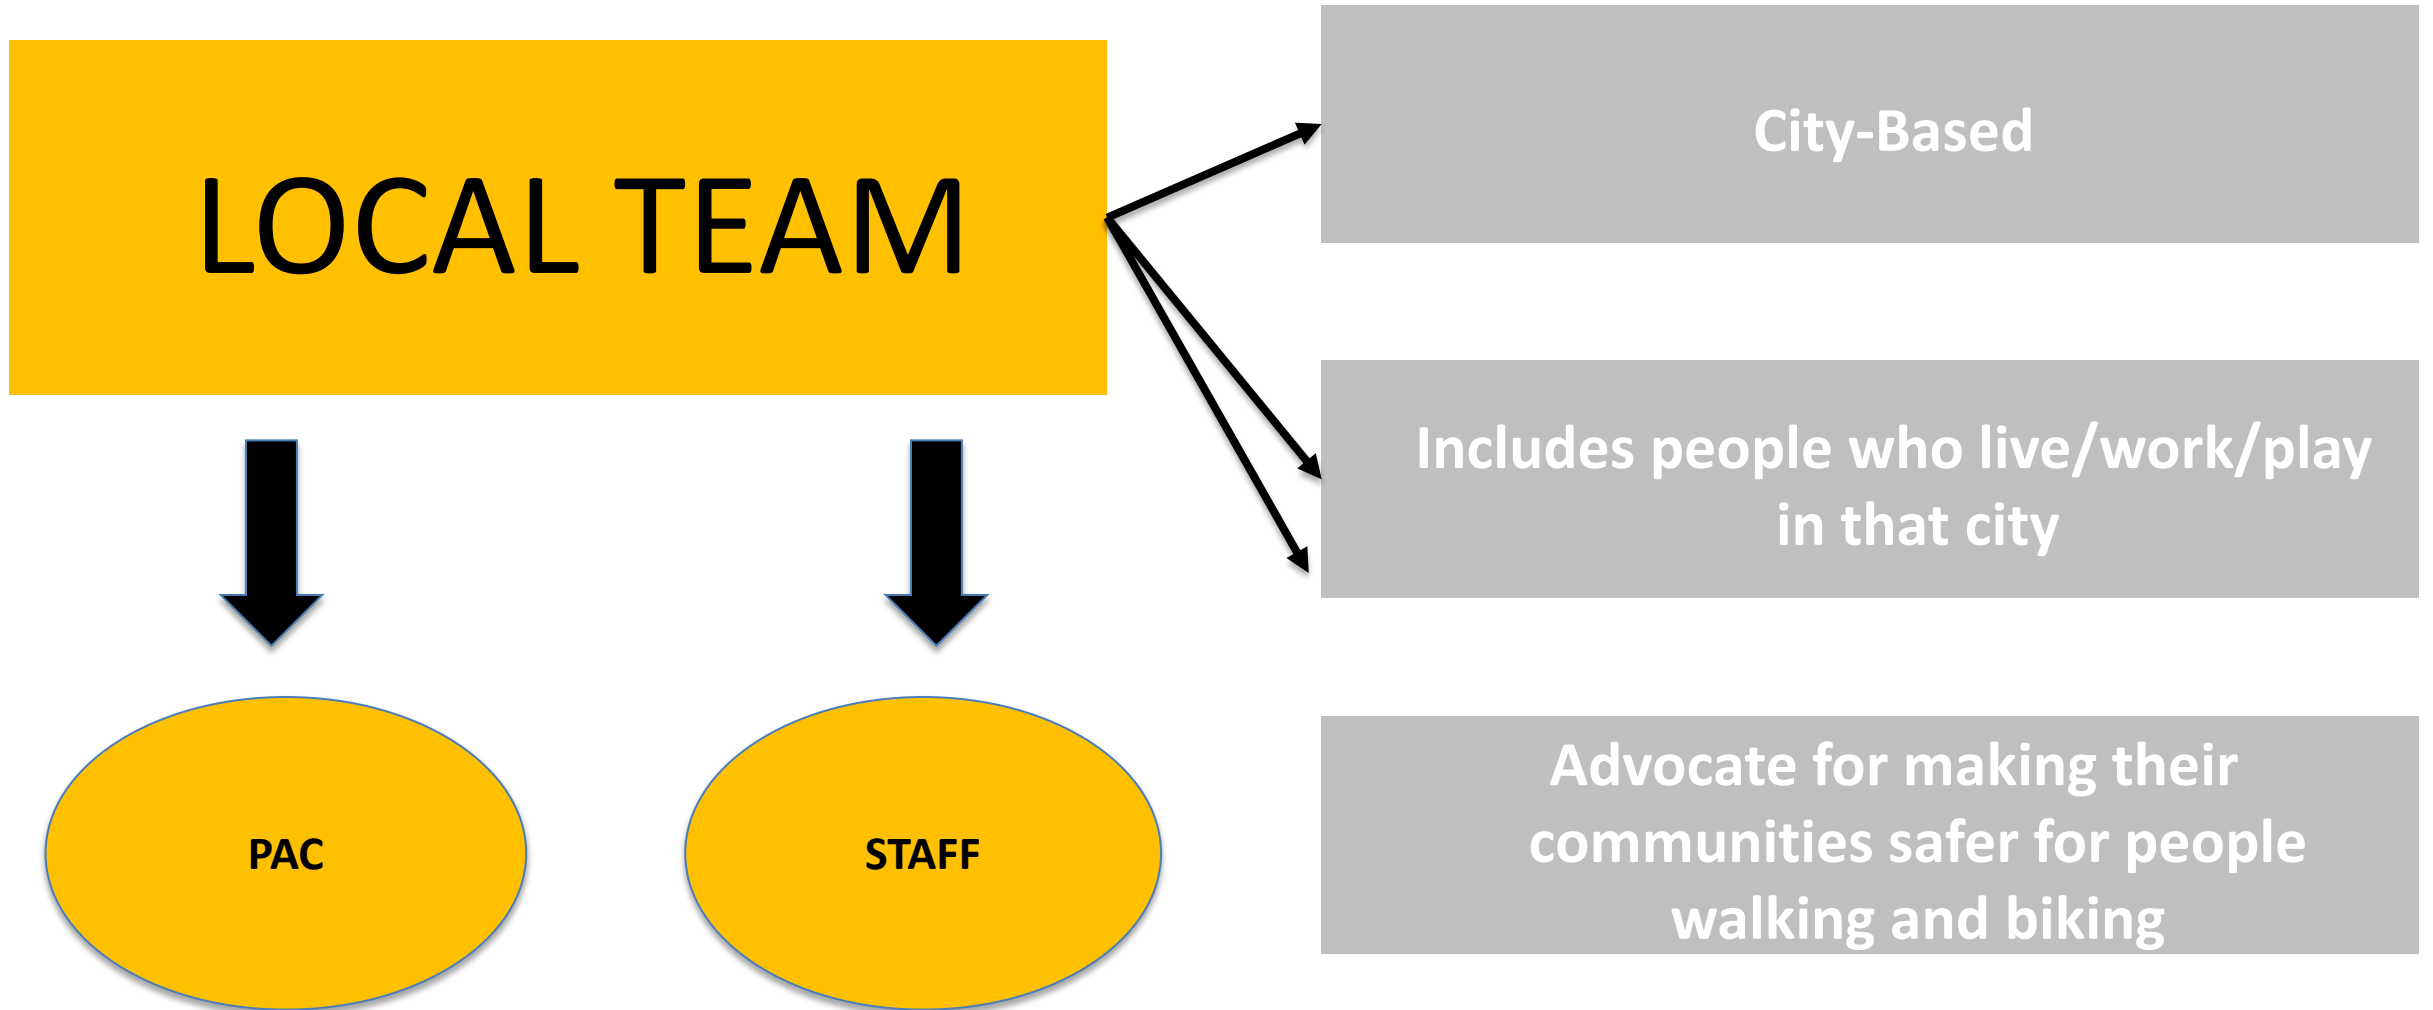 LOCAL TEAM
City-Based
Includes people who live/work/play
in that city
PAC
STAFF
Advocate for making their
communities safer for people
walking and biking